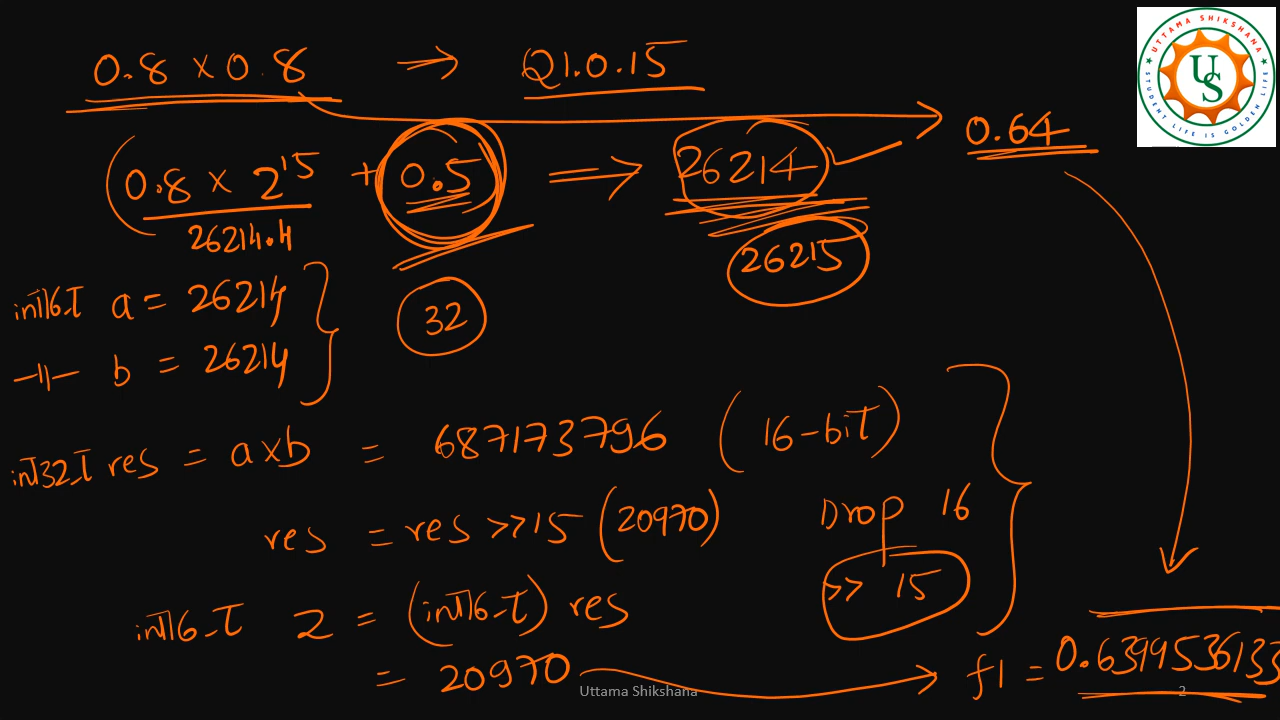 0.8 × 0.8 → Q1.0.15
0.64
(0.8 × 2^15 + 0.5 ⇒ 26214
26214.4
26215
int16_t a = 26214
32
-||- b = 26214
int32_t res = a×b = 687173796 (16-bit)
res = res >> 15 (20970)
Drop 16
>> 15
int16_t z = (int16_t) res
= 20970 → f1 = 0.6399536133
Uttama Shikshana
2
UTTAMA SHIKSHANA
US
STUDENT LIFE IS GOLDEN LIFE